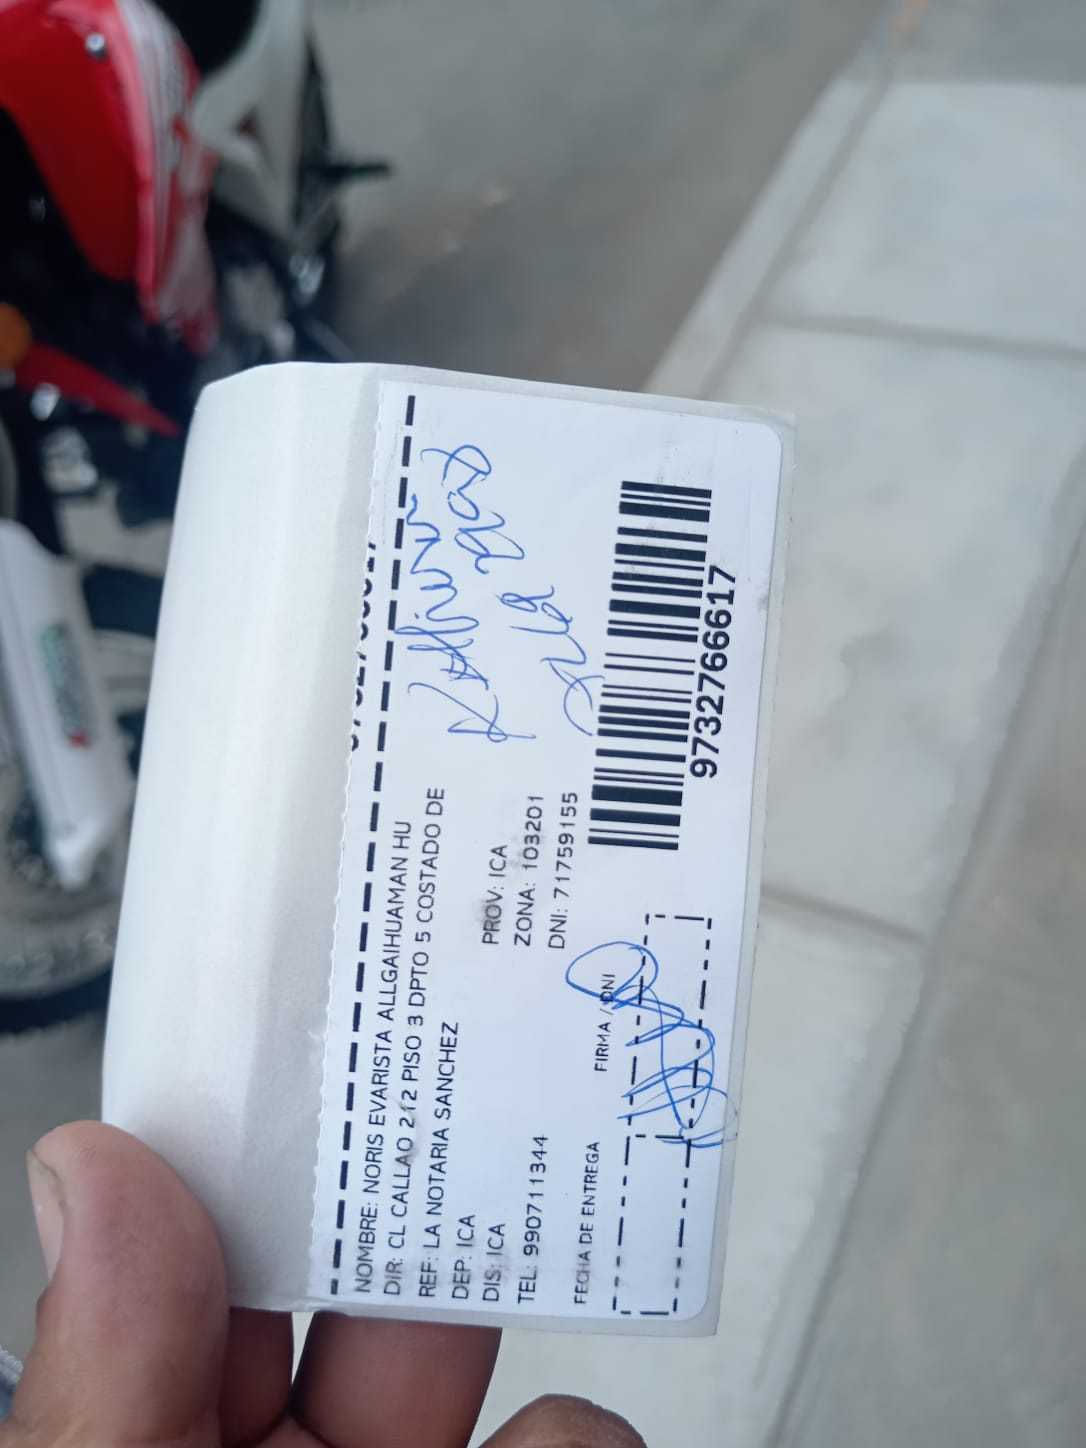 NOMBRE: NORIS EVARISTA ALLGAIHUAMAN HU
DIR: CL CALLAO 212 PISO 3 DPTO 5 COSTADO DE
REF: LA NOTARIA SANCHEZ
DEP: ICA PROV: ICA
DIS: ICA ZONA: 103201
TEL: 990711344 DNI: 71759155
FECHA DE ENTREGA FIRMA / DNI
9732766617